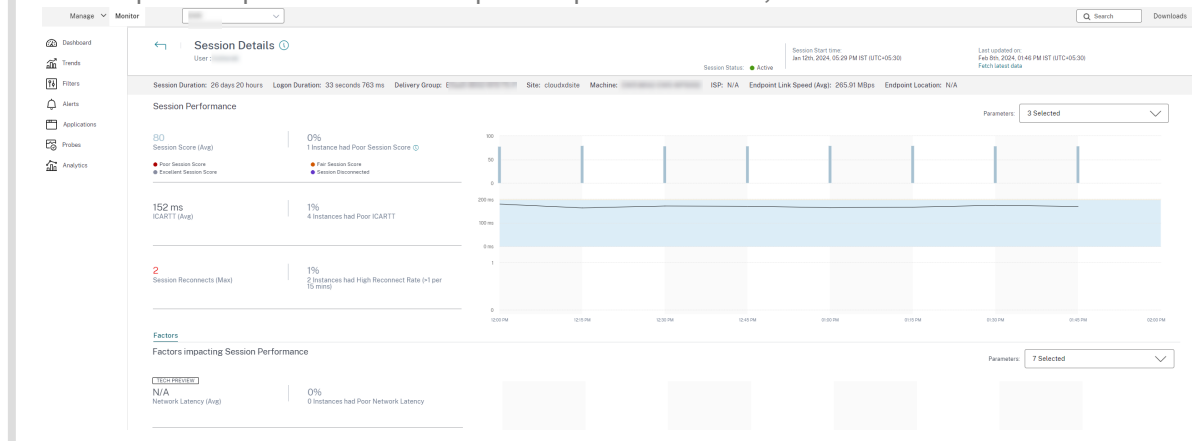 Manage Monitor
Search Downloads
Dashboard
Trends
Filters
Alerts
Applications
Probes
Analytics
Session Details
User :
Session Status: Active
Session Start time:
Jan 12th, 2024, 05:29 PM IST (UTC+05:30)
Last updated on:
Feb 8th, 2024, 01:46 PM IST (UTC+05:30)
Fetch latest data
Session Duration: 26 days 20 hours Logon Duration: 33 seconds 763 ms Delivery Group: Site: cloudxdsite Machine: ISP: N/A Endpoint Link Speed (Avg): 265.91 MBps Endpoint Location: N/A
Session Performance
Parameters: 3 Selected
80
Session Score (Avg)
0%
1 Instance had Poor Session Score
Poor Session Score
Fair Session Score
Excellent Session Score
Session Disconnected
100
50
0
152 ms
ICARTT (Avg)
1%
4 Instances had Poor ICARTT
200 ms
100 ms
0 ms
2
Session Reconnects (Max)
1%
2 Instances had High Reconnect Rate (>1 per
15 mins)
1
0
12:00 PM 12:15 PM 12:30 PM 12:45 PM 01:00 PM 01:15 PM 01:30 PM 01:45 PM 02:00 PM
Factors
Factors impacting Session Performance
Parameters: 7 Selected
TECH PREVIEW
N/A
Network Latency (Avg)
0%
0 Instances had Poor Network Latency